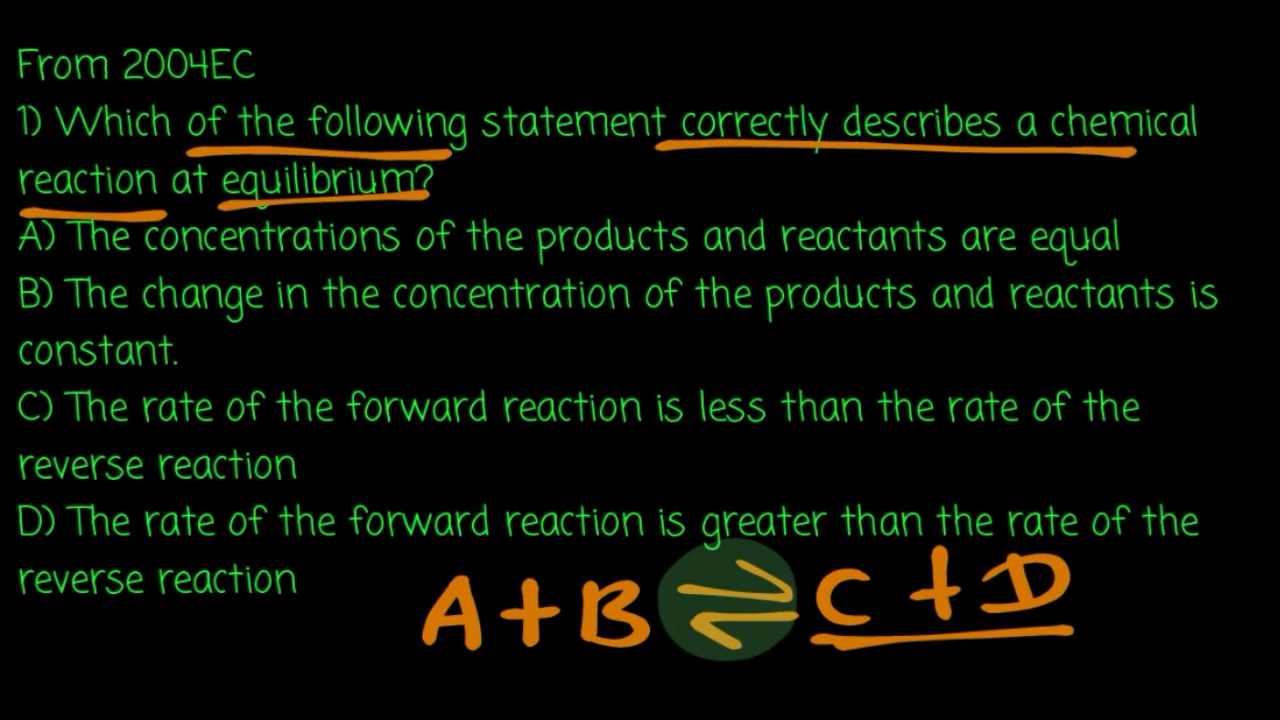 From 2004EC
1) Which of the following statement correctly describes a chemical
reaction at equilibrium?
A) The concentrations of the products and reactants are equal
B) The change in the concentration of the products and reactants is
constant.
C) The rate of the forward reaction is less than the rate of the
reverse reaction
D) The rate of the forward reaction is greater than the rate of the
reverse reaction
A + B ⇌ C + D